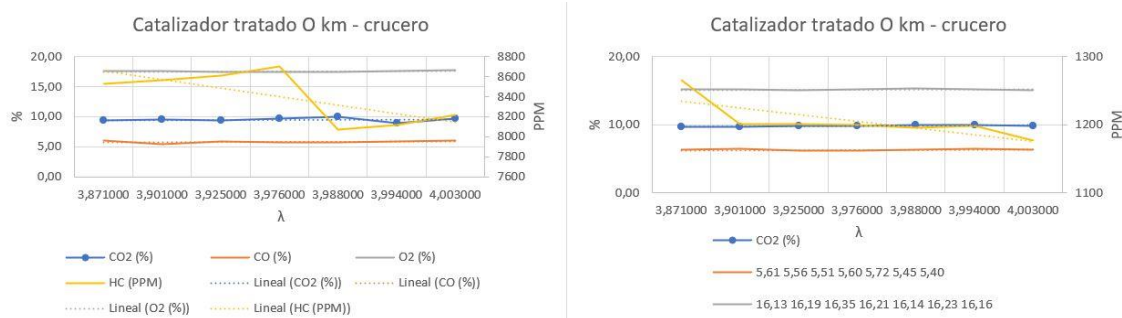 Catalizador tratado O km - crucero
20,00
15,00
10,00
5,00
0,00
%
8800
8600
8400
8200
8000
7800
7600
PPM
3,871000 3,901000 3,925000 3,976000 3,988000 3,994000 4,003000
λ
CO2 (%) CO (%) O2 (%)
HC (PPM) Lineal (CO2 (%)) Lineal (CO (%))
Lineal (O2 (%)) Lineal (HC (PPM))
Catalizador tratado O km - crucero
20,00
10,00
0,00
%
1300
1200
1100
PPM
3,871000 3,901000 3,925000 3,976000 3,988000 3,994000 4,003000
λ
CO2 (%)
5,61 5,56 5,51 5,60 5,72 5,45 5,40
16,13 16,19 16,35 16,21 16,14 16,23 16,16